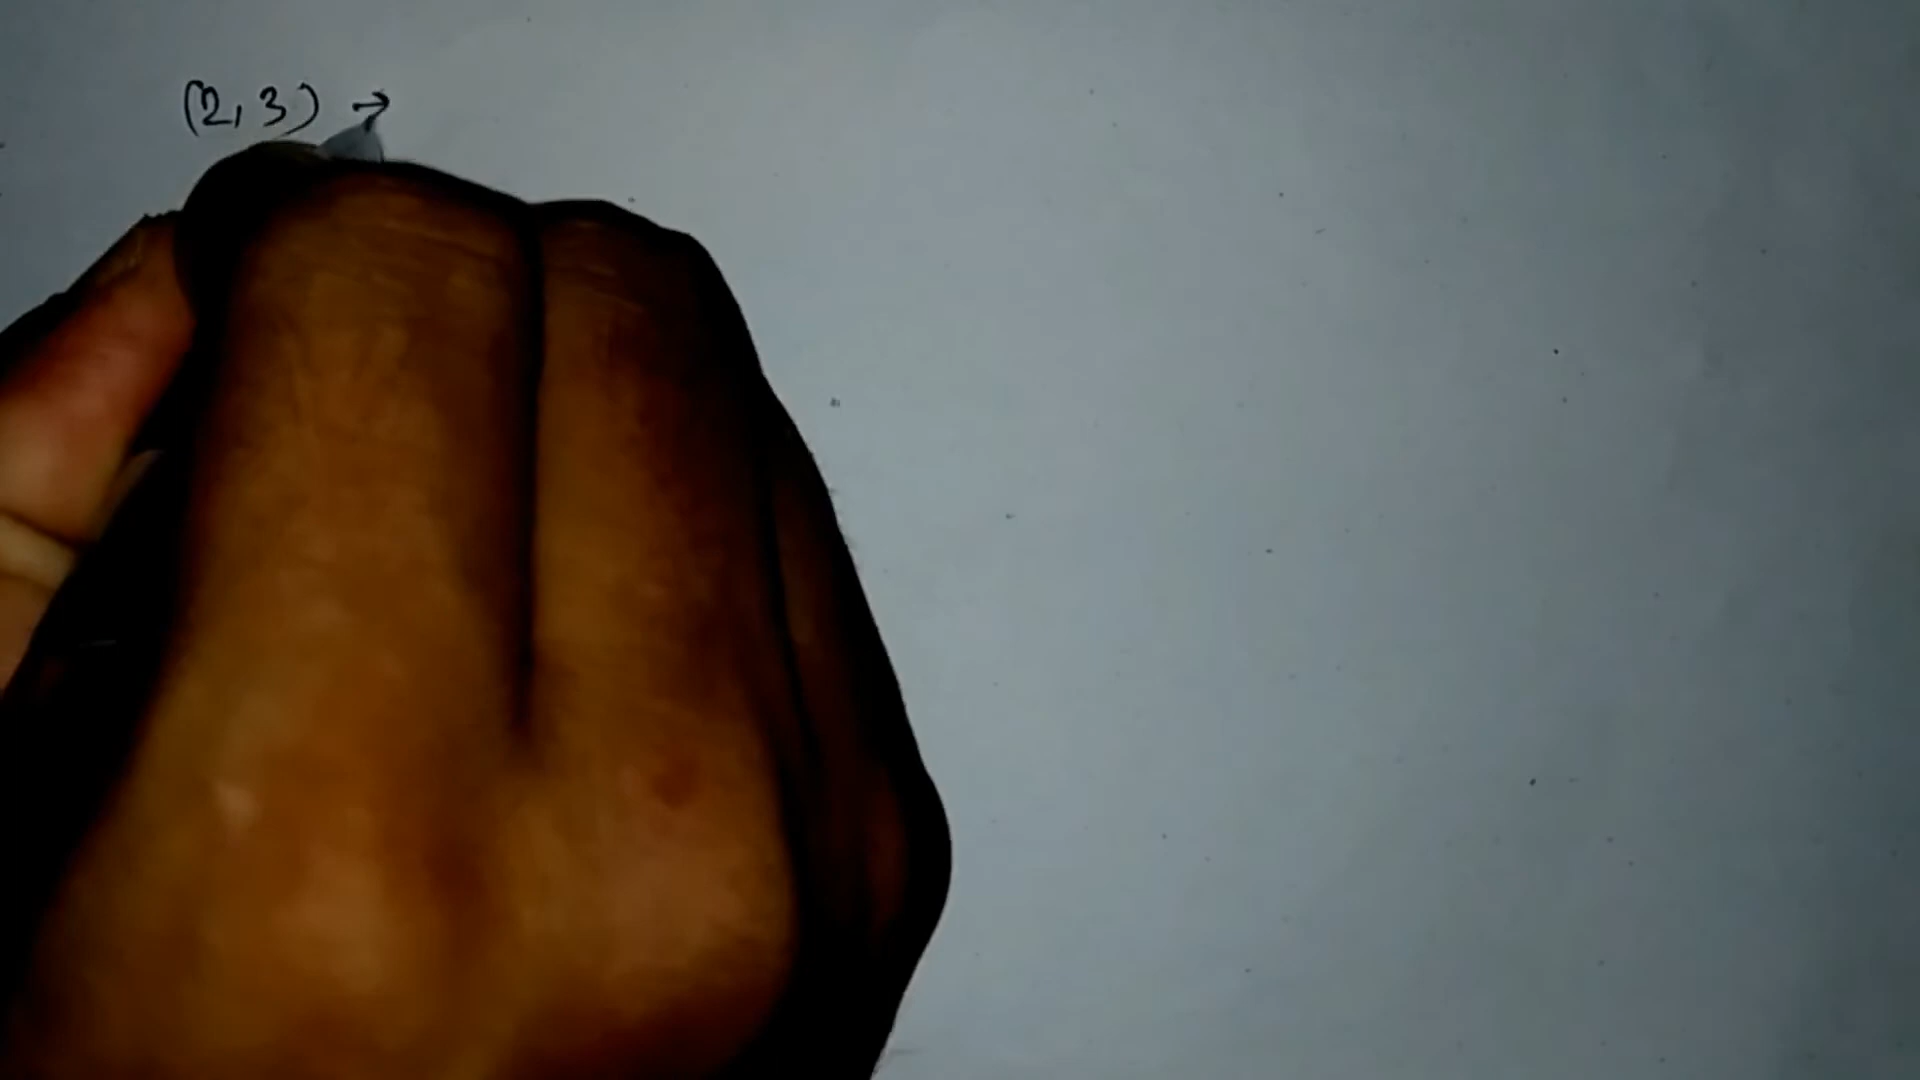 (2, 3) →